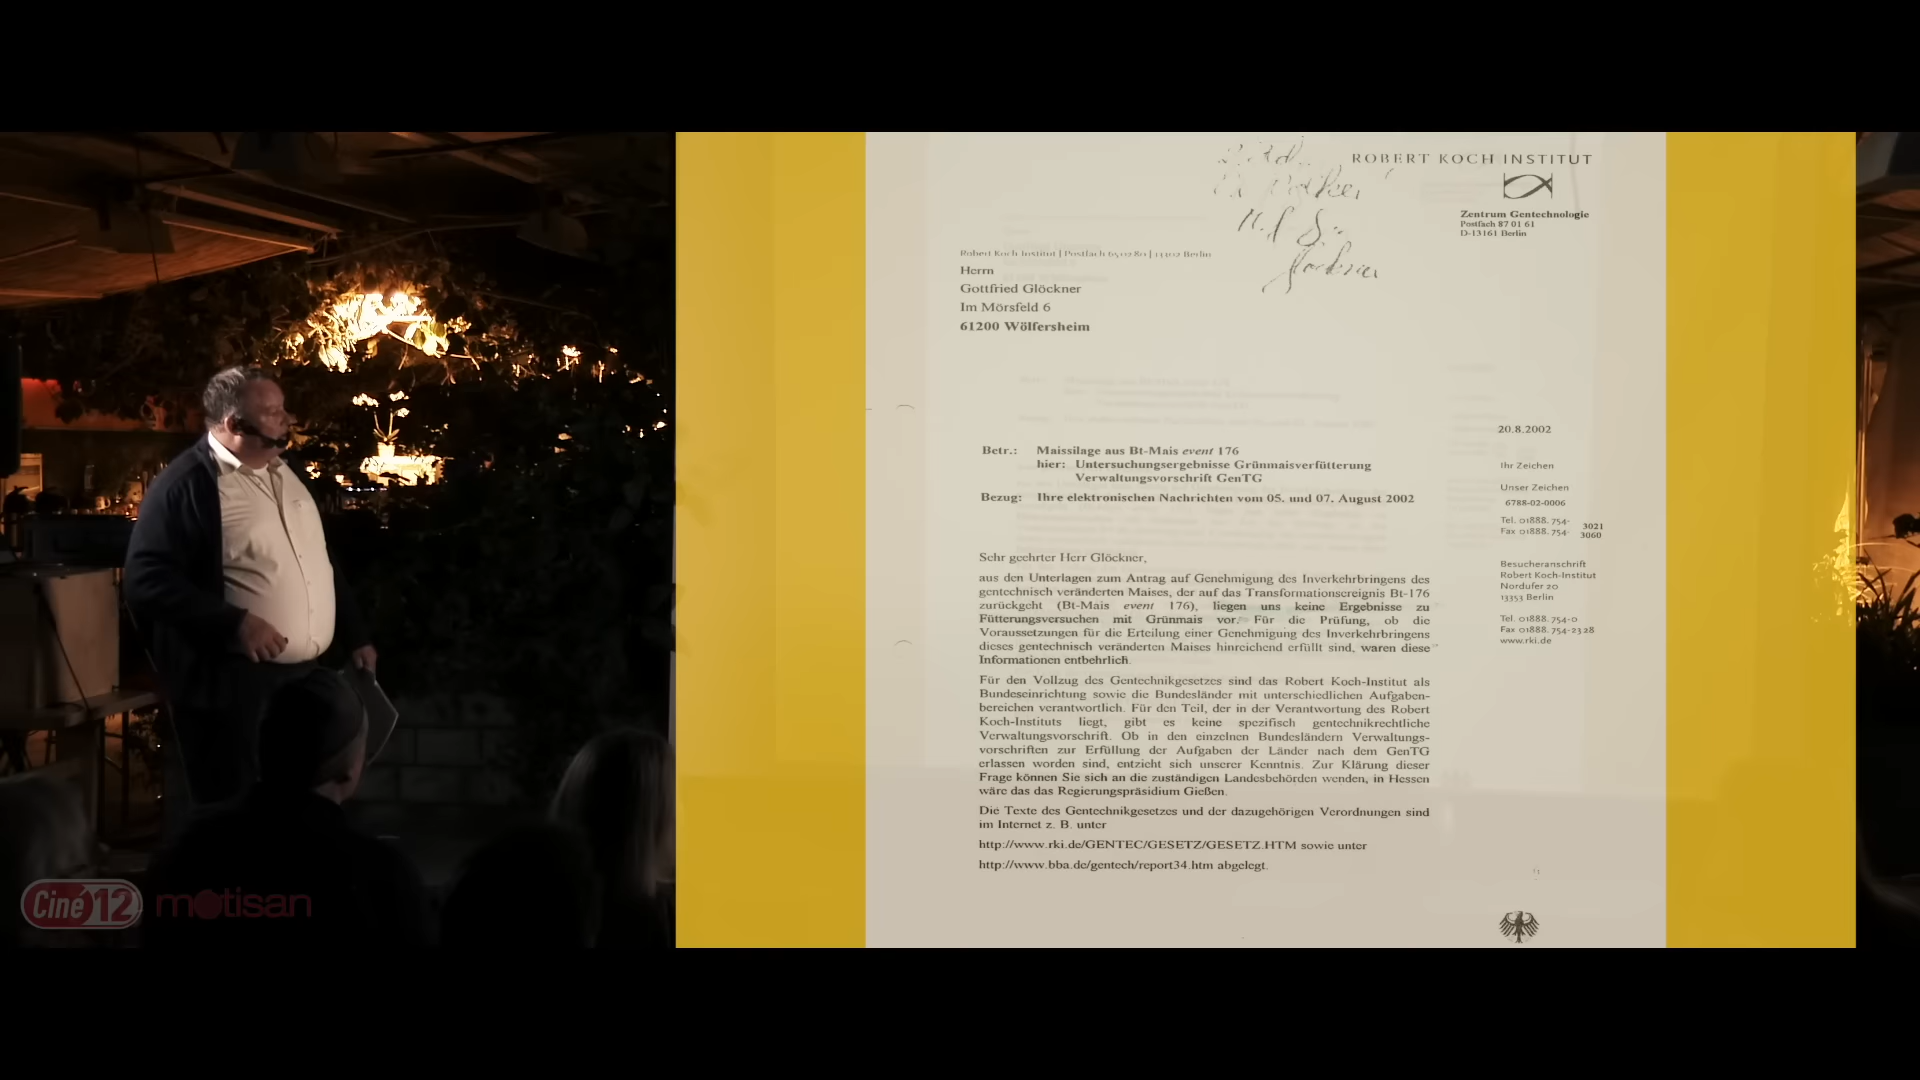 ROBERT KOCH INSTITUT
Zentrum Gentechnologie
Postfach 87 01 61
D-13161 Berlin
Robert Koch Institut | Postfach 65 02 80 | 13302 Berlin
Herrn
Gottfried Glöckner
Im Mörsfeld 6
61200 Wölfersheim
20.8.2002
Betr.: Maissilage aus Bt-Mais event 176
hier: Untersuchungsergebnisse Grünmaisverfütterung
Verwaltungsvorschrift GenTG
Bezug: Ihre elektronischen Nachrichten vom 05. und 07. August 2002
Ihr Zeichen
Unser Zeichen
6788-02-0006
Tel. 01888. 754- 3021
Fax 01888. 754- 3060
Besucheranschrift
Robert Koch-Institut
Nordufer 20
13353 Berlin
Tel. 01888. 754-0
Fax 01888. 754-2328
www.rki.de
Sehr geehrter Herr Glöckner,
aus den Unterlagen zum Antrag auf Genehmigung des Inverkehrbringens des
gentechnisch veränderten Maises, der auf das Transformationsereignis Bt-176
zurückgeht (Bt-Mais event 176), liegen uns keine Ergebnisse zu
Fütterungsversuchen mit Grünmais vor. Für die Prüfung, ob die
Voraussetzungen für die Erteilung einer Genehmigung des Inverkehrbringens
dieses gentechnisch veränderten Maises hinreichend erfüllt sind, waren diese
Informationen entbehrlich.
Für den Vollzug des Gentechnikgesetzes sind das Robert Koch-Institut als
Bundeseinrichtung sowie die Bundesländer mit unterschiedlichen Aufgaben-
bereichen verantwortlich. Für den Teil, der in der Verantwortung des Robert
Koch-Instituts liegt, gibt es keine spezifisch gentechnikrechtliche
Verwaltungsvorschrift. Ob in den einzelnen Bundesländern Verwaltungs-
vorschriften zur Erfüllung der Aufgaben der Länder nach dem GenTG
erlassen worden sind, entzieht sich unserer Kenntnis. Zur Klärung dieser
Frage können Sie sich an die zuständigen Landesbehörden wenden, in Hessen
wäre das das Regierungspräsidium Gießen.
Die Texte des Gentechnikgesetzes und der dazugehörigen Verordnungen sind
im Internet z. B. unter
http://www.rki.de/GENTEC/GESETZ/GESETZ.HTM sowie unter
http://www.bba.de/gentech/report34.htm abgelegt.
Ciné 12 motisan